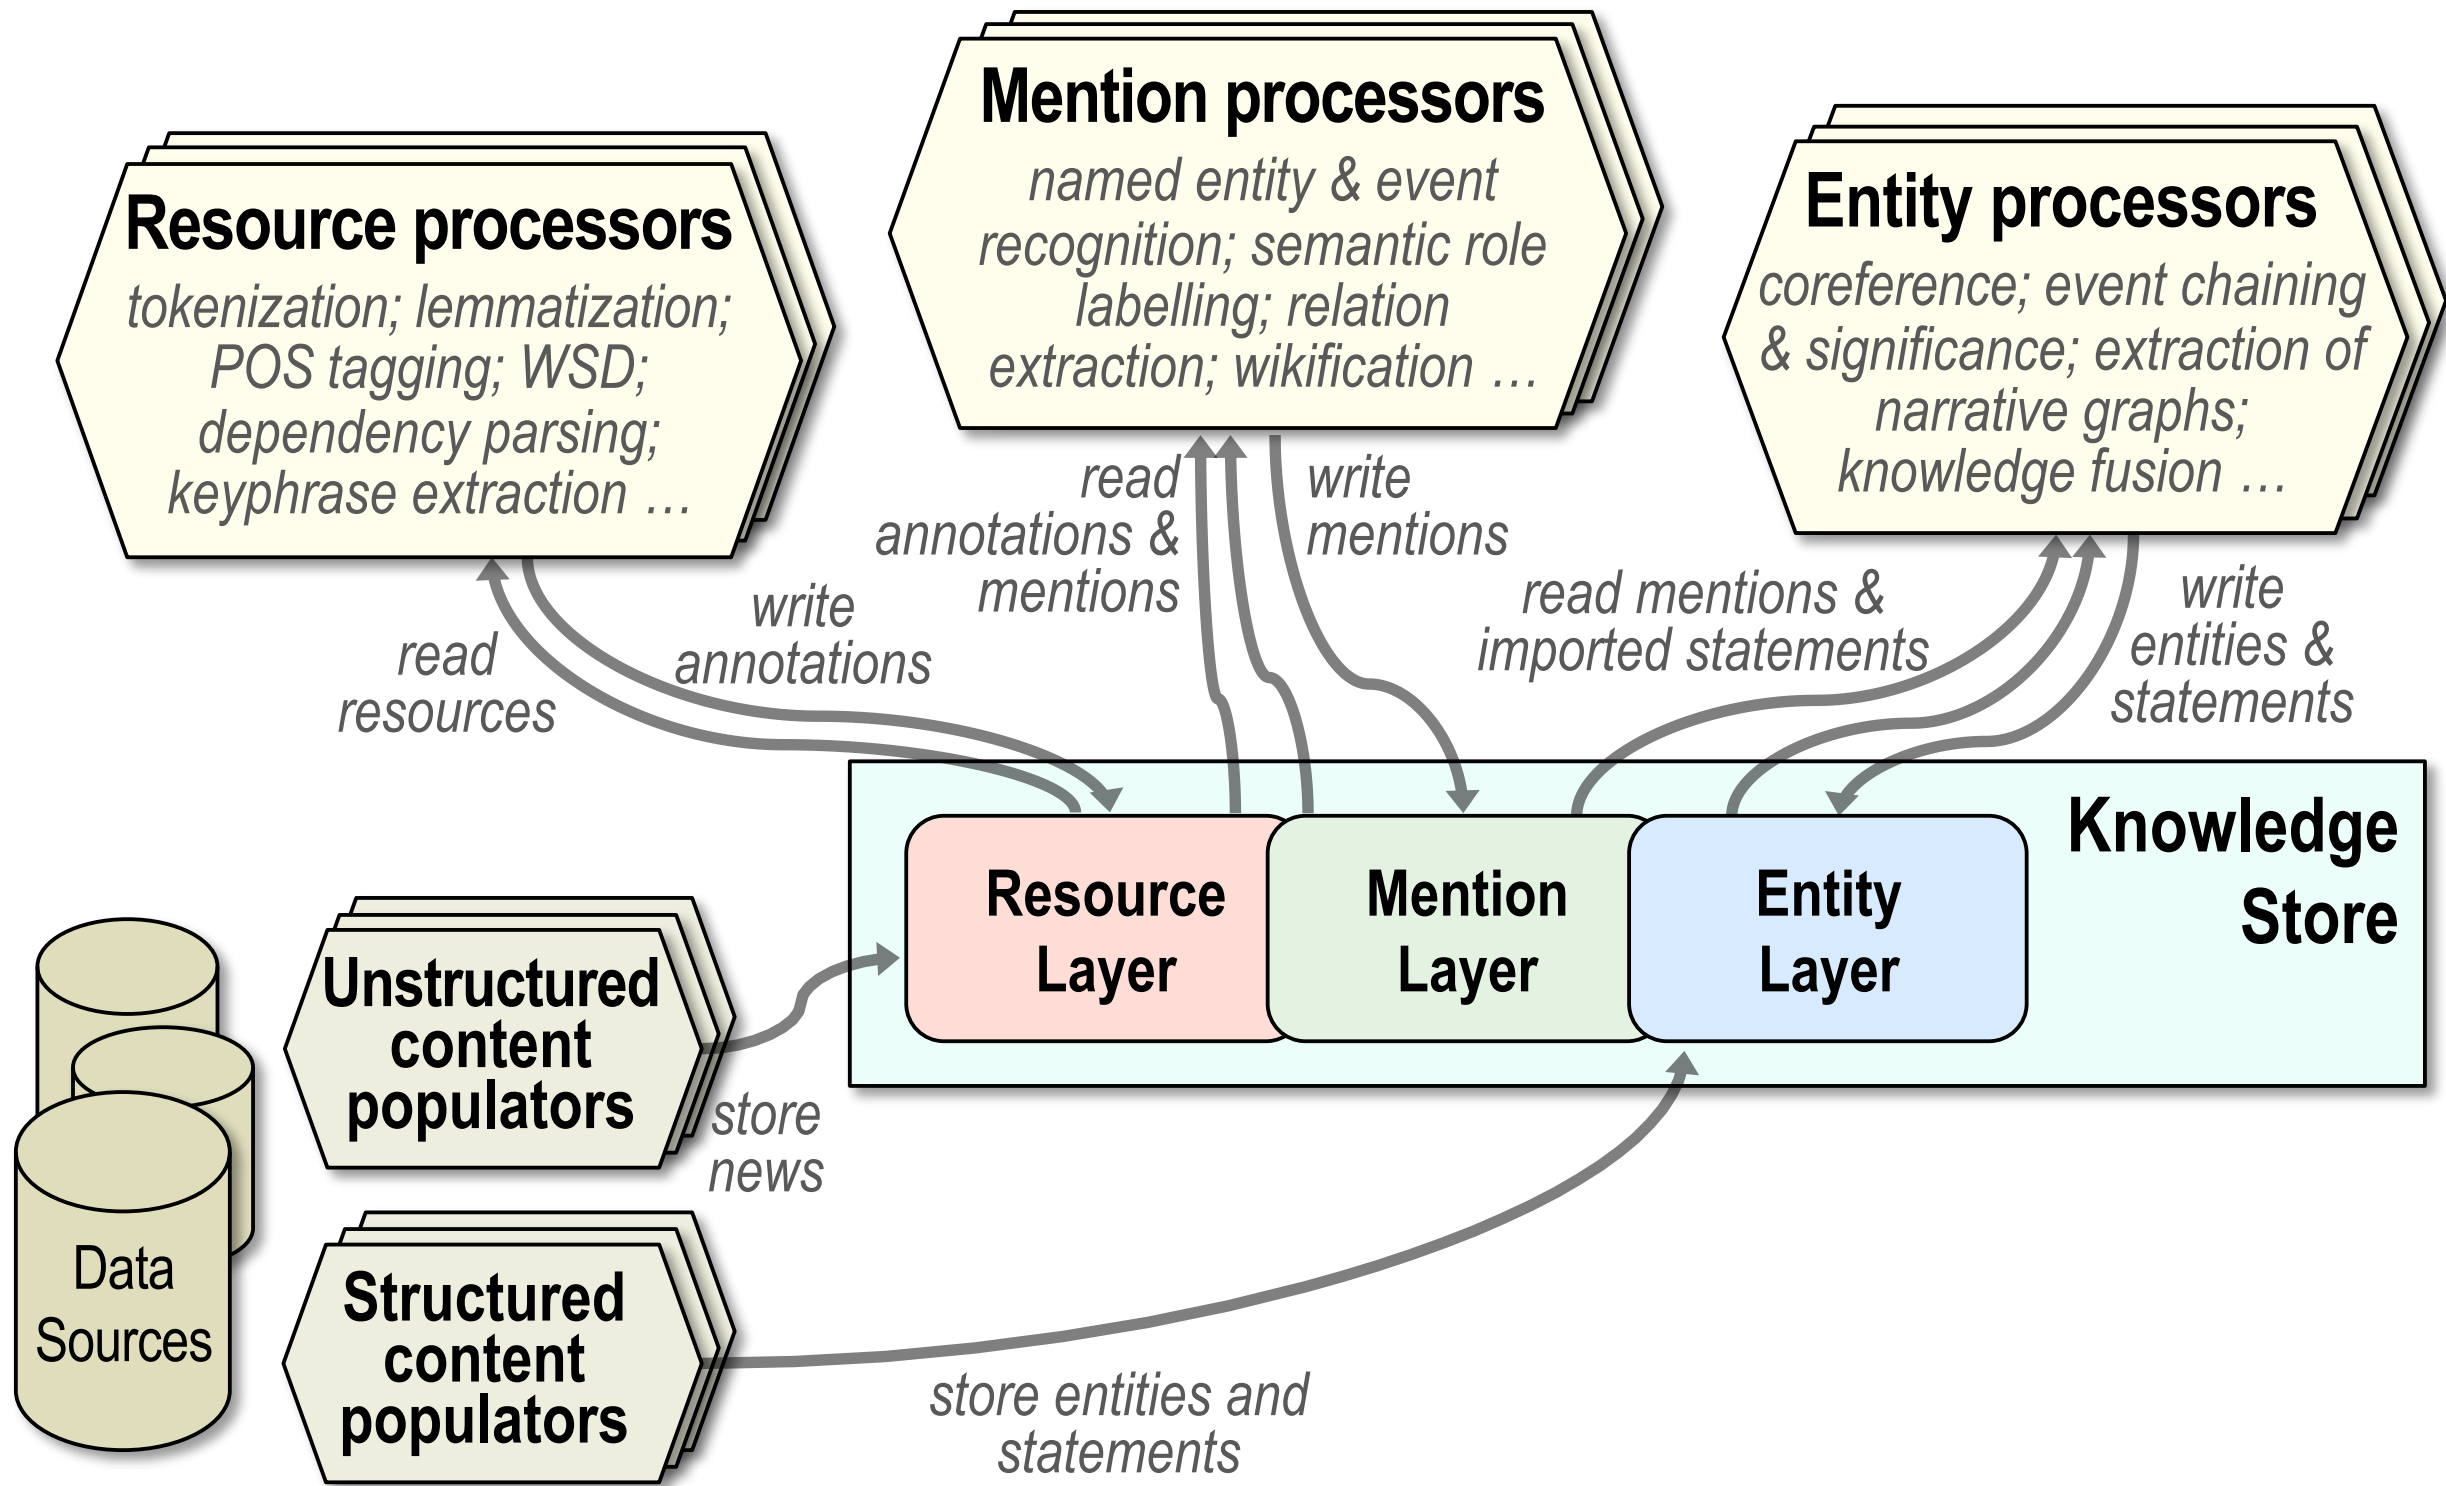 Mention processors
named entity & event
recognition; semantic role
labelling; relation
extraction; wikification …
Resource processors
tokenization; lemmatization;
POS tagging; WSD;
dependency parsing;
keyphrase extraction …
Entity processors
coreference; event chaining
& significance; extraction of
narrative graphs;
knowledge fusion …
read
resources
write
annotations
read
annotations &
mentions
write
mentions
read mentions &
imported statements
write
entities &
statements
Knowledge
Store
Resource
Layer
Mention
Layer
Entity
Layer
Unstructured
content
populators
store
news
Data
Sources
Structured
content
populators
store entities and
statements